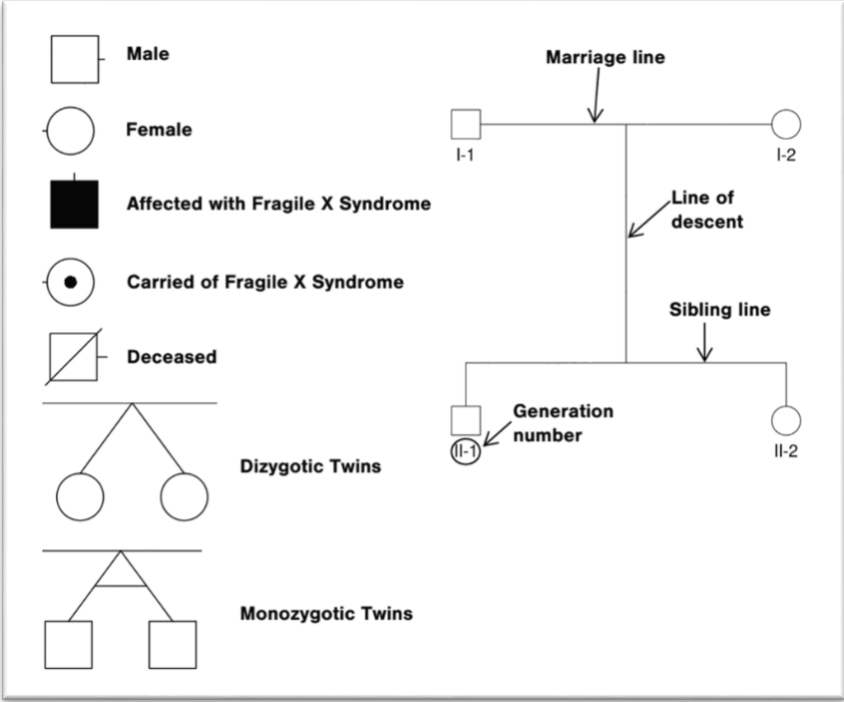 Male
Female
Affected with Fragile X Syndrome
Carried of Fragile X Syndrome
Deceased
Dizygotic Twins
Monozygotic Twins
Marriage line
I-1
I-2
Line of
descent
Sibling line
Generation
number
II-1
II-2